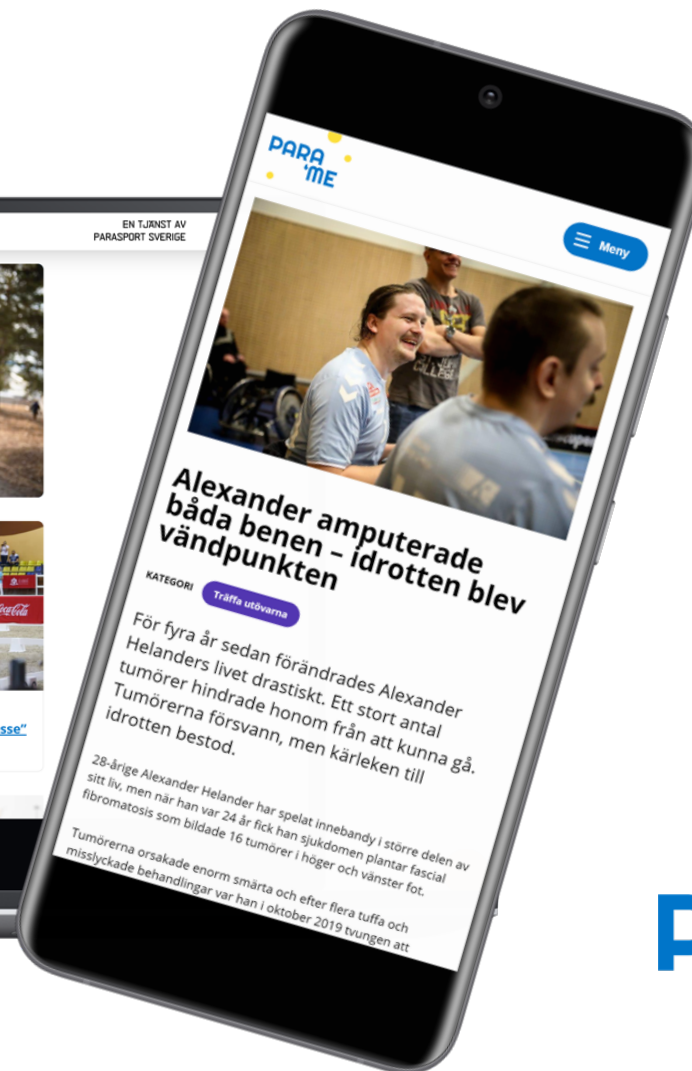 EN TJÄNST AV
PARASPORT SVERIGE
Coca-Cola
sse"
PARA
'ME
Meny
COLLEGE
Alexander amputerade
båda benen – idrotten blev
vändpunkten
KATEGORI Träffa utövarna
För fyra år sedan förändrades Alexander
Helanders livet drastiskt. Ett stort antal
tumörer hindrade honom från att kunna gå.
Tumörerna försvann, men kärleken till
idrotten bestod.
28-årige Alexander Helander har spelat innebandy i större delen av
sitt liv, men när han var 24 år fick han sjukdomen plantar fascial
fibromatosis som bildade 16 tumörer i höger och vänster fot.
Tumörerna orsakade enorm smärta och efter flera tuffa och
misslyckade behandlingar var han i oktober 2019 tvungen att